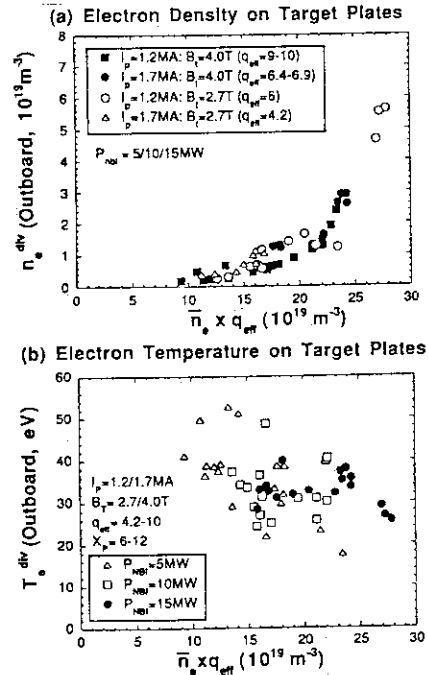 (a) Electron Density on Target Plates
8
7
6
5
4
3
2
1
0
n_e^div (Outboard, 10^19 m^-3)
I_p=1.2MA: B_t=4.0T (q_eff=9-10)
I_p=1.7MA: B_t=4.0T (q_eff=6.4-6.9)
I_p=1.2MA: B_t=2.7T (q_eff=6)
I_p=1.7MA: B_t=2.7T (q_eff=4.2)
P_NBI = 5/10/15MW
0 5 10 15 20 25 30
n̄_e x q_eff (10^19 m^-3)
(b) Electron Temperature on Target Plates
60
50
40
30
20
10
0
T_e^div (Outboard, eV)
I_p=1.2/1.7MA
B_T=2.7/4.0T
q_eff=4.2-10
X_P=6-12
P_NBI=5MW
P_NBI=10MW
P_NBI=15MW
0 5 10 15 20 25 30
n̄_e x q_eff (10^19 m^-3)